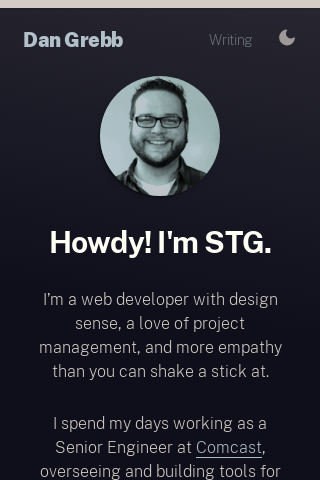 Dan Grebb
Writing
Howdy! I'm STG.
I'm a web developer with design
sense, a love of project
management, and more empathy
than you can shake a stick at.
I spend my days working as a
Senior Engineer at Comcast,
overseeing and building tools for